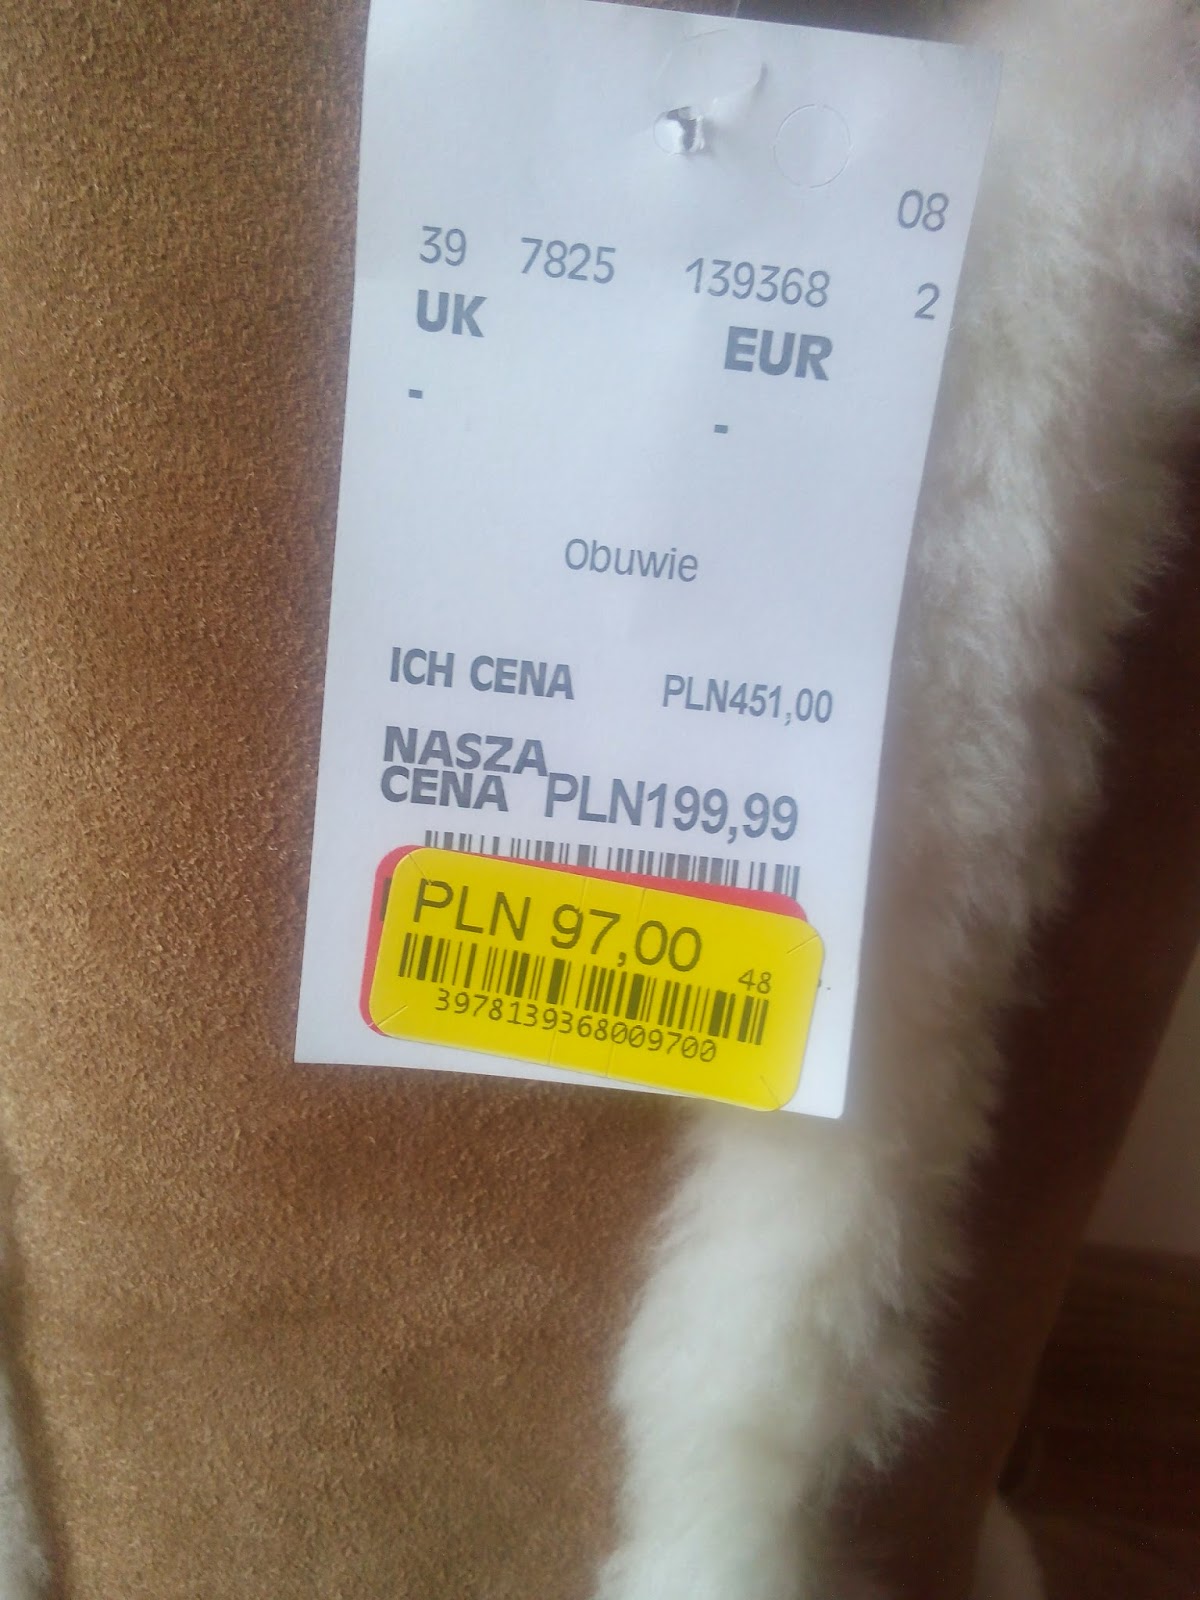 08
39 7825 139368 2
UK EUR
- -
Obuwie
ICH CENA PLN451,00
NASZA
CENA PLN199,99
PLN 97,00
48
3978139368009700